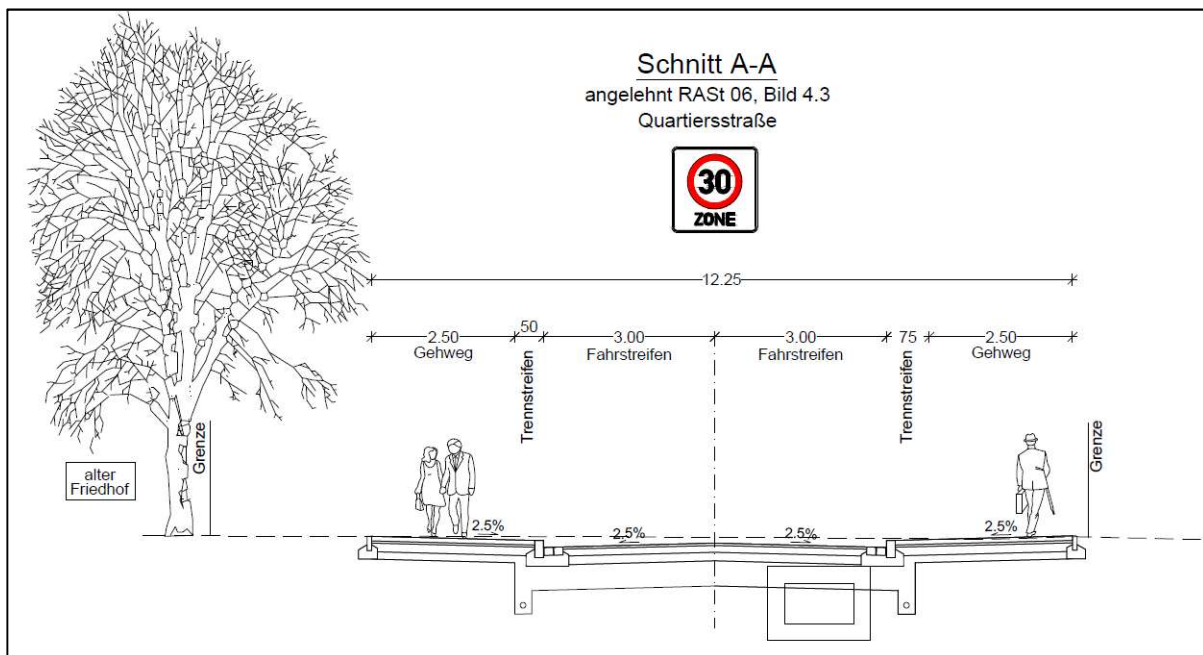 Schnitt A-A
angelehnt RASt 06, Bild 4.3
Quartiersstraße
30
ZONE
12.25
2.50
50
3.00
3.00
75
2.50
Gehweg
Trennstreifen
Fahrstreifen
Fahrstreifen
Trennstreifen
Gehweg
Grenze
Grenze
alter
Friedhof
2.5%
2.5%
2.5%
2.5%